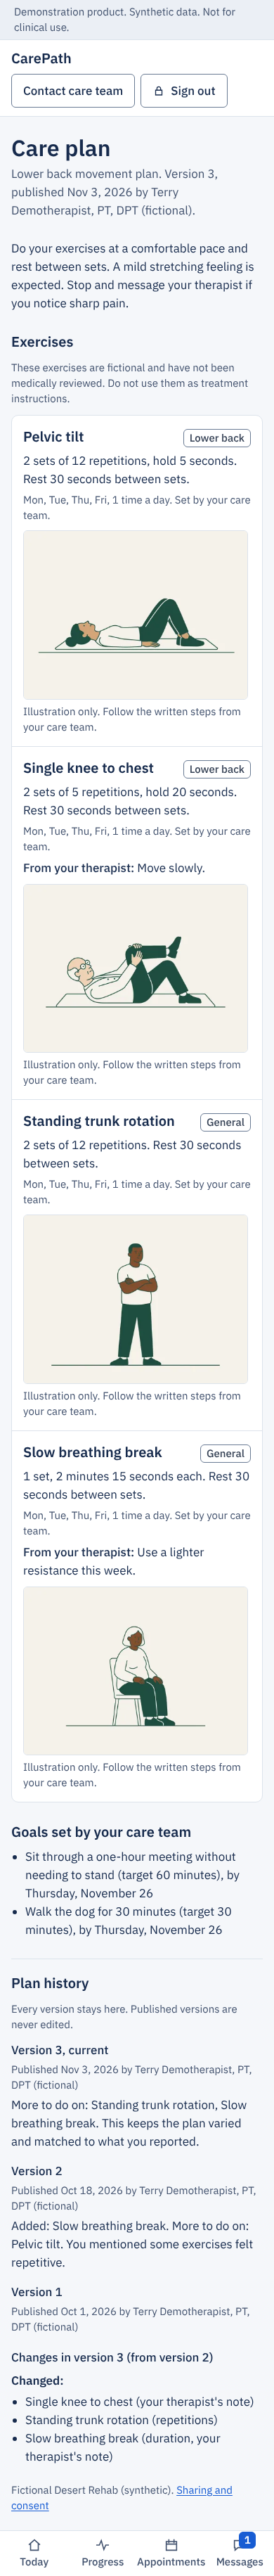 Demonstration product. Synthetic data. Not for
clinical use.
CarePath
Contact care team
Sign out
Care plan
Lower back movement plan. Version 3,
published Nov 3, 2026 by Terry
Demotherapist, PT, DPT (fictional).
Do your exercises at a comfortable pace and
rest between sets. A mild stretching feeling is
expected. Stop and message your therapist if
you notice sharp pain.
Exercises
These exercises are fictional and have not been
medically reviewed. Do not use them as treatment
instructions.
Pelvic tilt
Lower back
2 sets of 12 repetitions, hold 5 seconds.
Rest 30 seconds between sets.
Mon, Tue, Thu, Fri, 1 time a day. Set by your care
team.
Illustration only. Follow the written steps from
your care team.
Single knee to chest
Lower back
2 sets of 5 repetitions, hold 20 seconds.
Rest 30 seconds between sets.
Mon, Tue, Thu, Fri, 1 time a day. Set by your care
team.
From your therapist: Move slowly.
Illustration only. Follow the written steps from
your care team.
Standing trunk rotation
General
2 sets of 12 repetitions. Rest 30 seconds
between sets.
Mon, Tue, Thu, Fri, 1 time a day. Set by your care
team.
Illustration only. Follow the written steps from
your care team.
Slow breathing break
General
1 set, 2 minutes 15 seconds each. Rest 30
seconds between sets.
Mon, Tue, Thu, Fri, 1 time a day. Set by your care
team.
From your therapist: Use a lighter
resistance this week.
Illustration only. Follow the written steps from
your care team.
Goals set by your care team
Sit through a one-hour meeting without
needing to stand (target 60 minutes), by
Thursday, November 26
Walk the dog for 30 minutes (target 30
minutes), by Thursday, November 26
Plan history
Every version stays here. Published versions are
never edited.
Version 3, current
Published Nov 3, 2026 by Terry Demotherapist, PT,
DPT (fictional)
More to do on: Standing trunk rotation, Slow
breathing break. This keeps the plan varied
and matched to what you reported.
Version 2
Published Oct 18, 2026 by Terry Demotherapist, PT,
DPT (fictional)
Added: Slow breathing break. More to do on:
Pelvic tilt. You mentioned some exercises felt
repetitive.
Version 1
Published Oct 1, 2026 by Terry Demotherapist, PT,
DPT (fictional)
Changes in version 3 (from version 2)
Changed:
Single knee to chest (your therapist's note)
Standing trunk rotation (repetitions)
Slow breathing break (duration, your
therapist's note)
Fictional Desert Rehab (synthetic). Sharing and
consent
1
Today
Progress
Appointments
Messages